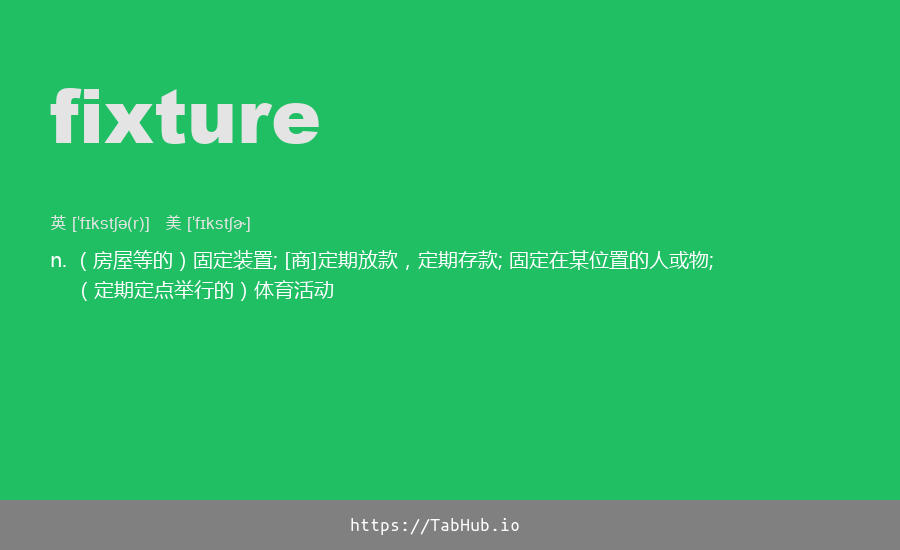 fixture
英 [ˈfɪkstʃə(r)] 美 [ˈfɪkstʃɚ]
n. （房屋等的）固定装置; [商]定期放款，定期存款; 固定在某位置的人或物;
（定期定点举行的）体育活动
https://TabHub.io